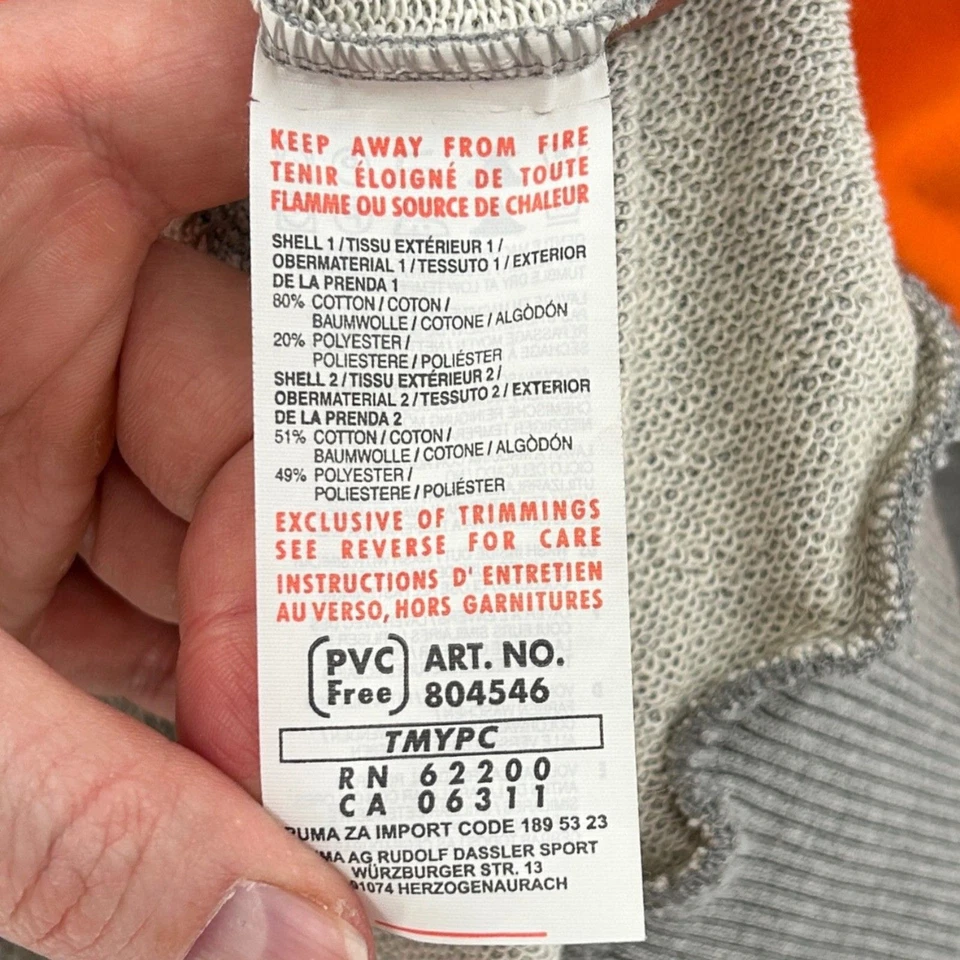 KEEP AWAY FROM FIRE
TENIR ÉLOIGNÉ DE TOUTE
FLAMME OU SOURCE DE CHALEUR
SHELL 1 / TISSU EXTÉRIEUR 1 /
OBERMATERIAL 1 / TESSUTO 1 / EXTERIOR
DE LA PRENDA 1
80% COTTON / COTON /
BAUMWOLLE / COTONE / ALGÒDÓN
20% POLYESTER /
POLIESTERE / POLIÉSTER
SHELL 2 / TISSU EXTÉRIEUR 2 /
OBERMATERIAL 2 / TESSUTO 2 / EXTERIOR
DE LA PRENDA 2
51% COTTON / COTON /
BAUMWOLLE / COTONE / ALGÒDÓN
49% POLYESTER /
POLIESTERE / POLIÉSTER
EXCLUSIVE OF TRIMMINGS
SEE REVERSE FOR CARE
INSTRUCTIONS D' ENTRETIEN
AU VERSO, HORS GARNITURES
PVC ART. NO.
Free 804546
TMYPC
RN 62200
CA 06311
PUMA ZA IMPORT CODE 189 53 23
MA AG RUDOLF DASSLER SPORT
WÜRZBURGER STR. 13
91074 HERZOGENAURACH